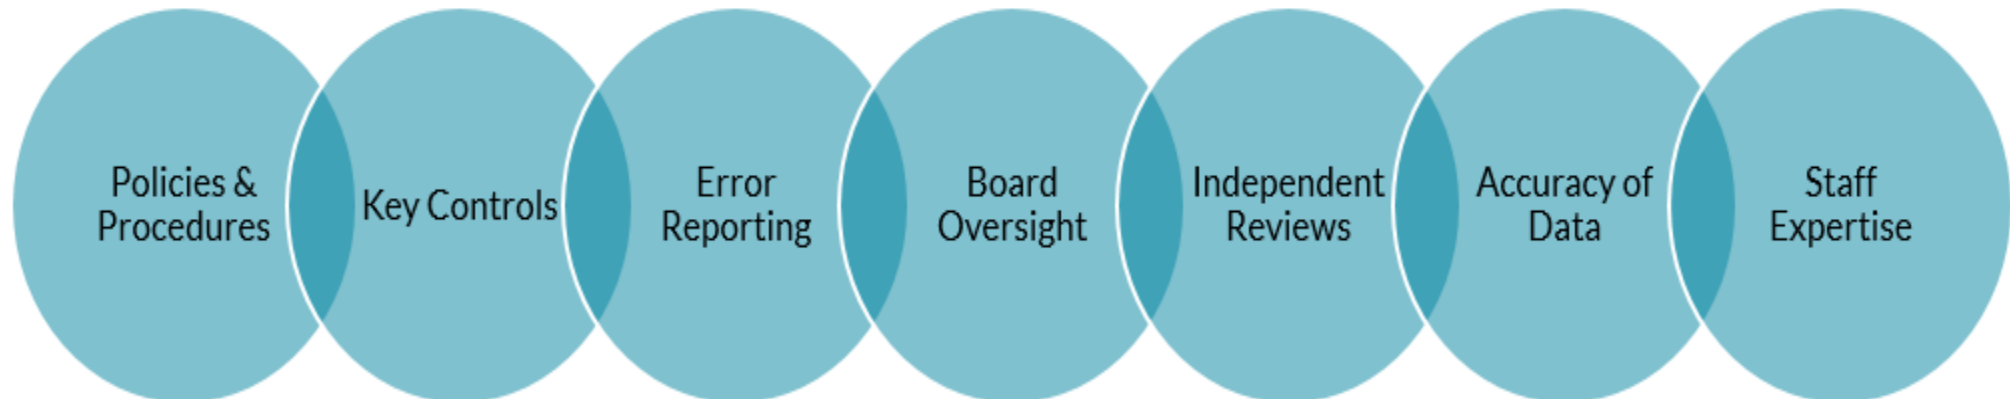 Policies &
Procedures
Key Controls
Error
Reporting
Board
Oversight
Independent
Reviews
Accuracy of
Data
Staff
Expertise